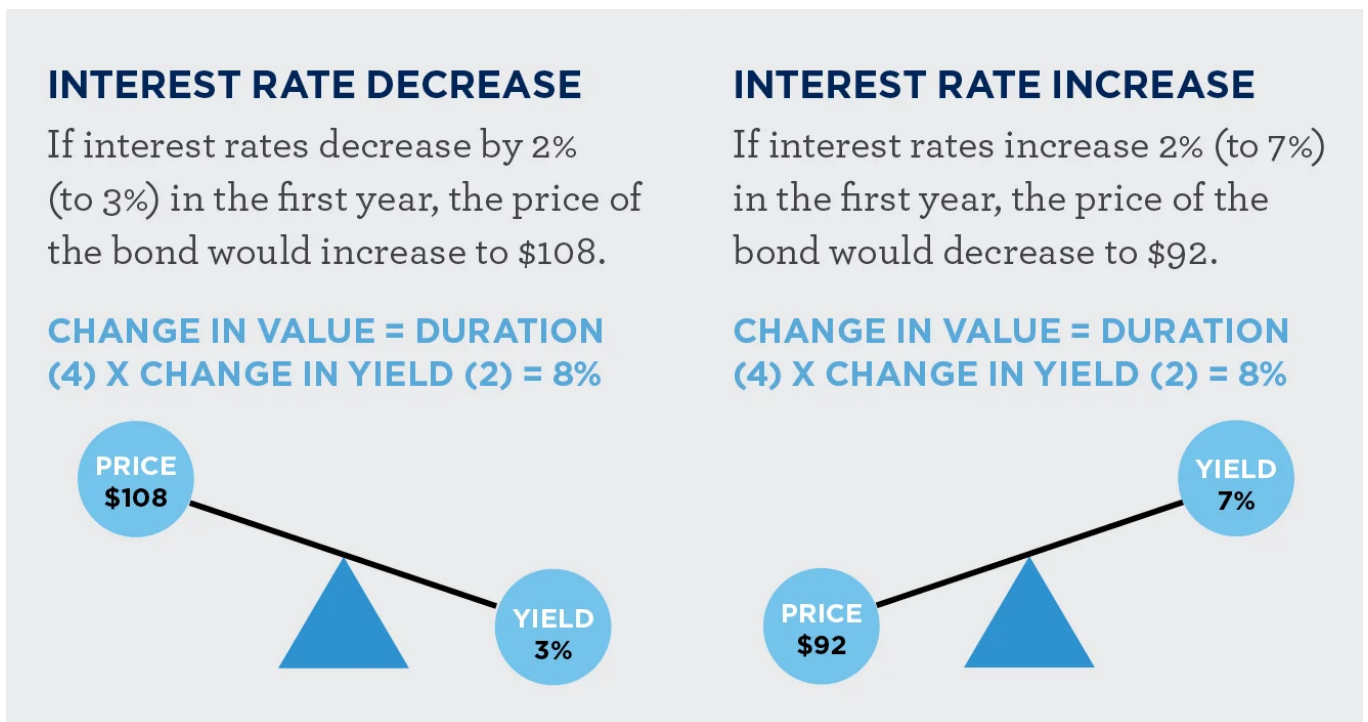 INTEREST RATE DECREASE
If interest rates decrease by 2%
(to 3%) in the first year, the price of
the bond would increase to $108.
CHANGE IN VALUE = DURATION
(4) X CHANGE IN YIELD (2) = 8%
PRICE
$108
YIELD
3%
INTEREST RATE INCREASE
If interest rates increase 2% (to 7%)
in the first year, the price of the
bond would decrease to $92.
CHANGE IN VALUE = DURATION
(4) X CHANGE IN YIELD (2) = 8%
YIELD
7%
PRICE
$92